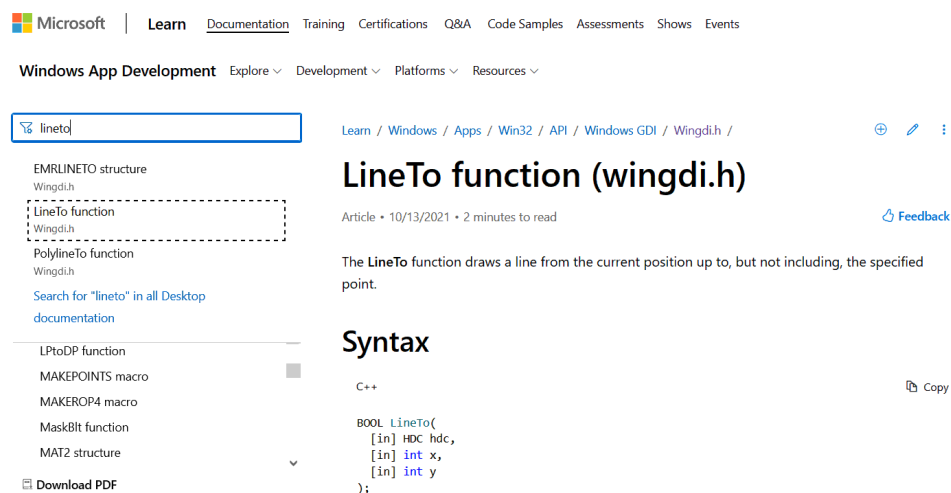 Microsoft Learn Documentation Training Certifications Q&A Code Samples Assessments Shows Events
Windows App Development Explore Development Platforms Resources
lineto
EMRLINETO structure
Wingdi.h
LineTo function
Wingdi.h
PolylineTo function
Wingdi.h
Search for "lineto" in all Desktop
documentation
LPtoDP function
MAKEPOINTS macro
MAKEROP4 macro
MaskBlt function
MAT2 structure
Download PDF
Learn / Windows / Apps / Win32 / API / Windows GDI / Wingdi.h /
LineTo function (wingdi.h)
Article • 10/13/2021 • 2 minutes to read
Feedback
The LineTo function draws a line from the current position up to, but not including, the specified
point.
Syntax
C++
Copy
BOOL LineTo(
[in] HDC hdc,
[in] int x,
[in] int y
);